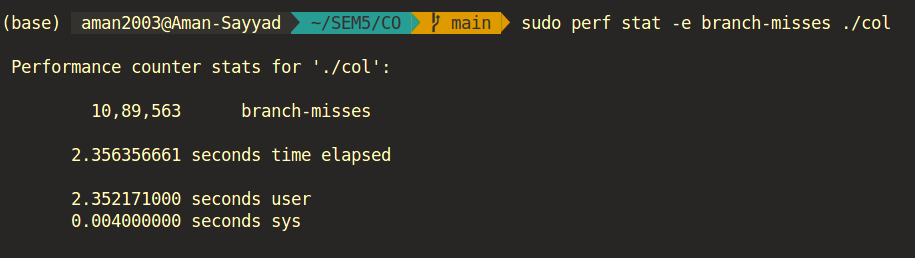 (base) aman2003@Aman-Sayyad ~/SEM5/CO main sudo perf stat -e branch-misses ./col
Performance counter stats for './col':
10,89,563 branch-misses
2.356356661 seconds time elapsed
2.352171000 seconds user
0.004000000 seconds sys